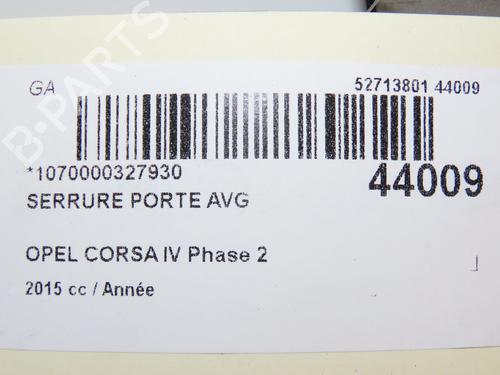 GA
52713801 44009
*1070000327930
44009
SERRURE PORTE AVG
OPEL CORSA IV Phase 2
2015 cc / Année
B-PARTS